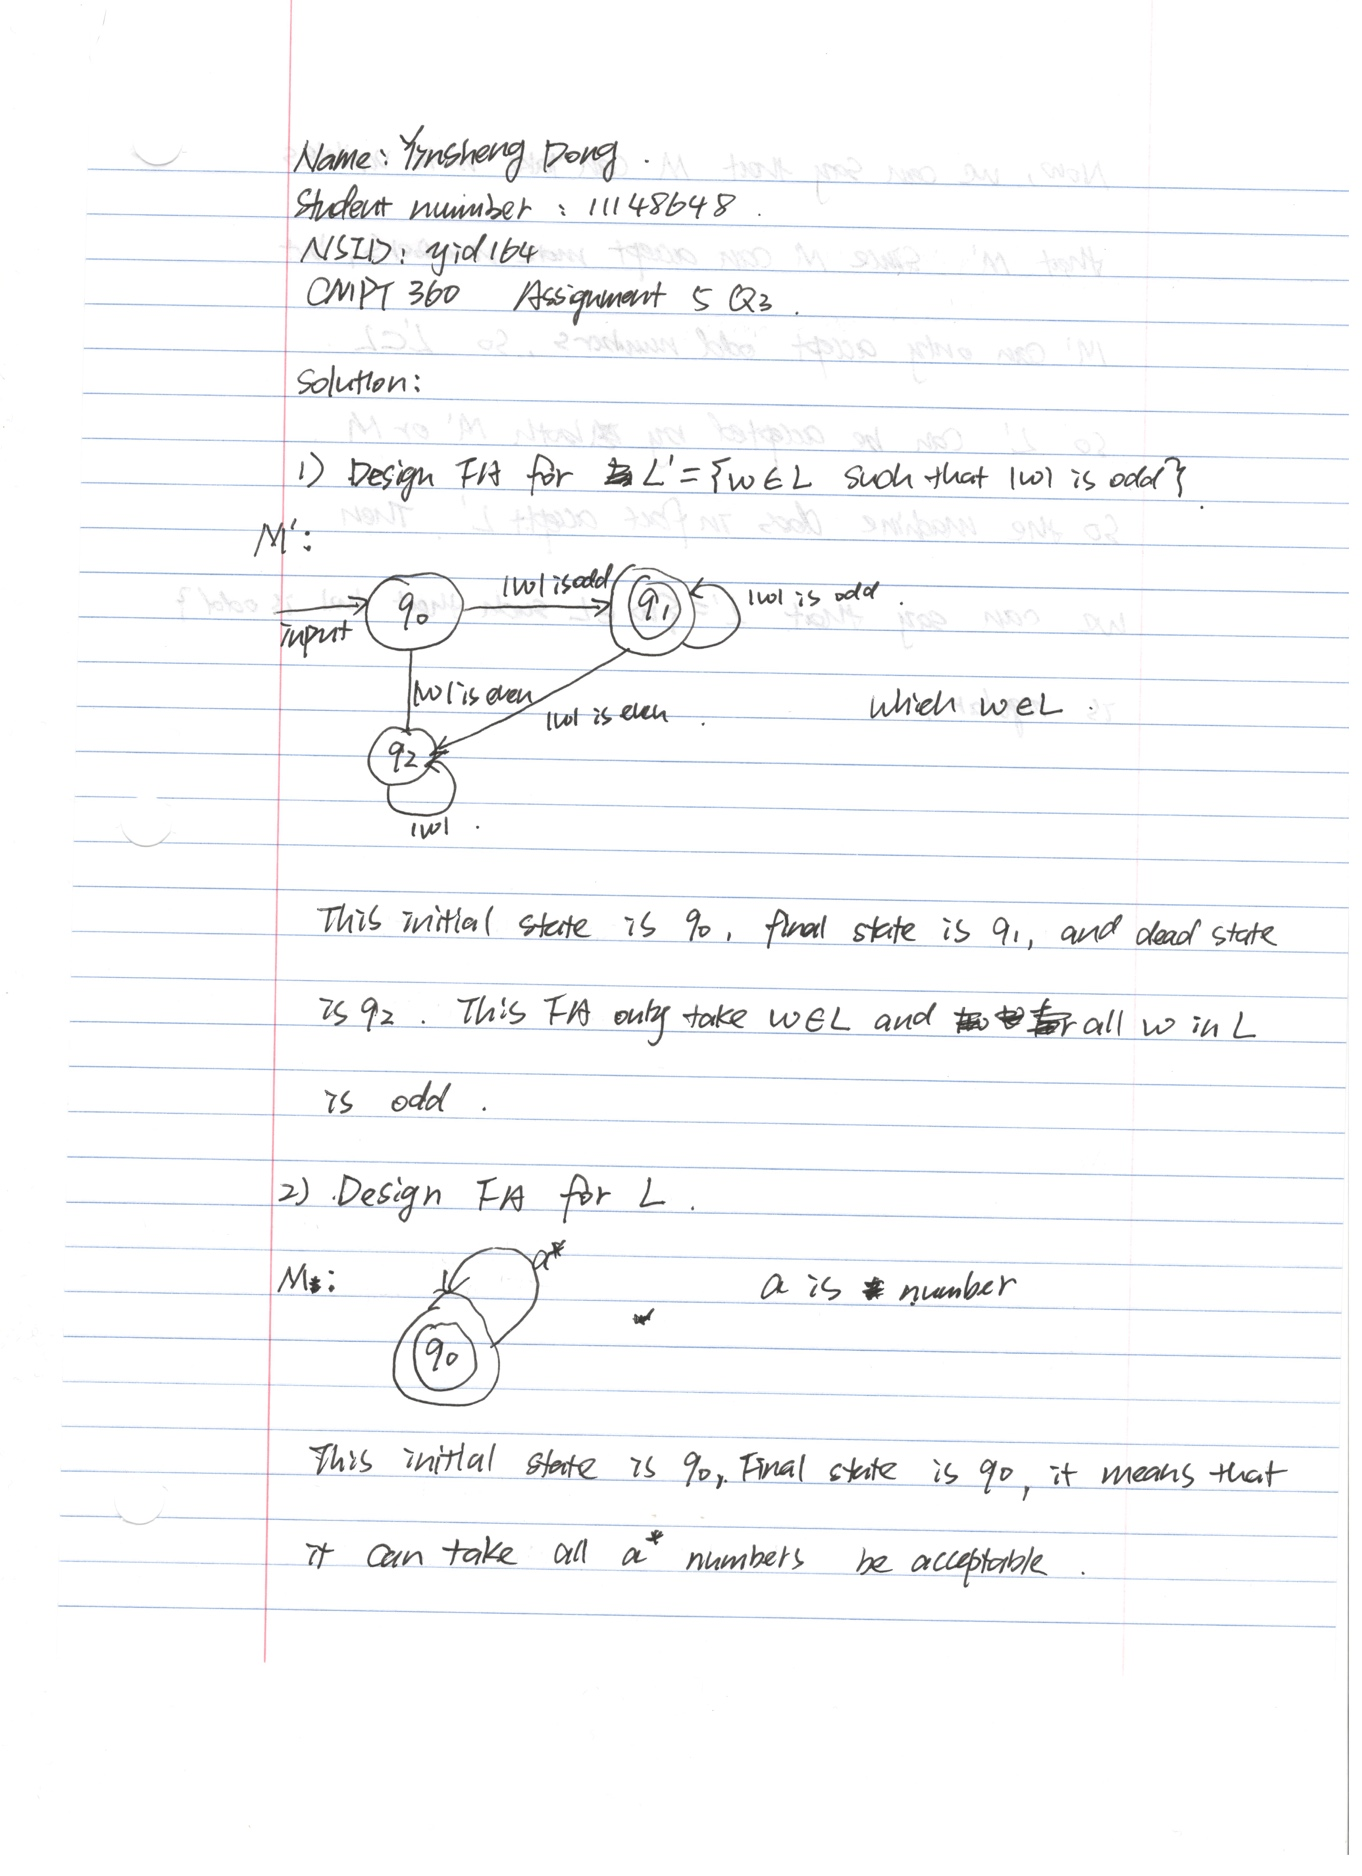 Name: Yinsheng Dong.
Student number: 11148648.
NSID: yid164
CMPT 360 Assignment 5 Q3.
Solution:
1) Design FA for L' = {w ∈ L such that |w| is odd}.
M':
input q0 |w| is odd q1 |w| is odd.
|w| is even |w| is even. which w ∈ L.
q2
|w|.
This initial state is q0, final state is q1, and dead state
is q2. This FA only take w ∈ L and for all w in L
is odd.
2) Design FA for L.
a*
M: a is number
q0
This initial state is q0, Final state is q0, it means that
it can take all a* numbers be acceptable.